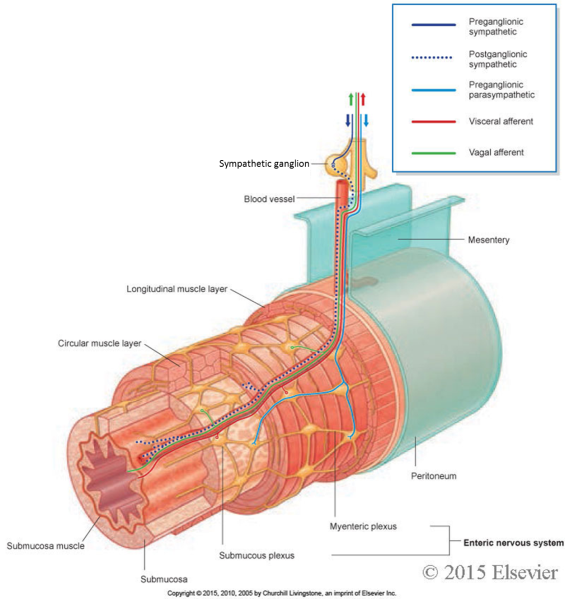 Preganglionic
sympathetic
Postganglionic
sympathetic
Preganglionic
parasympathetic
Visceral afferent
Vagal afferent
Sympathetic ganglion
Blood vessel
Mesentery
Longitudinal muscle layer
Circular muscle layer
Peritoneum
Myenteric plexus
Enteric nervous system
Submucosa muscle
Submucous plexus
Submucosa
© 2015 Elsevier
Copyright © 2015, 2010, 2005 by Churchill Livingstone, an imprint of Elsevier Inc.